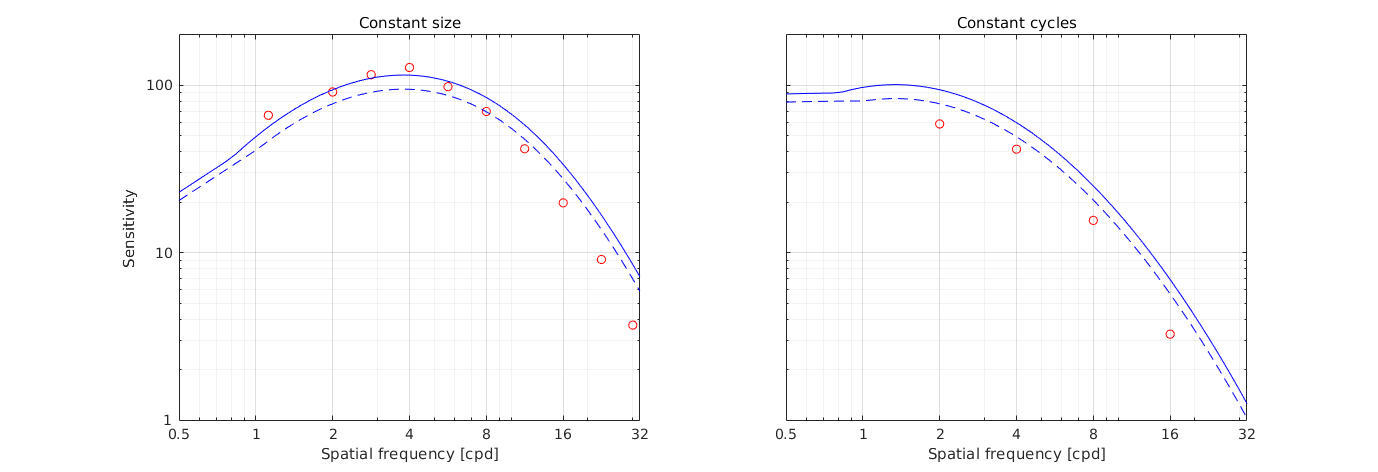 Constant size
Sensitivity
100
10
1
0.5 1 2 4 8 16 32
Spatial frequency [cpd]
Constant cycles
0.5 1 2 4 8 16 32
Spatial frequency [cpd]